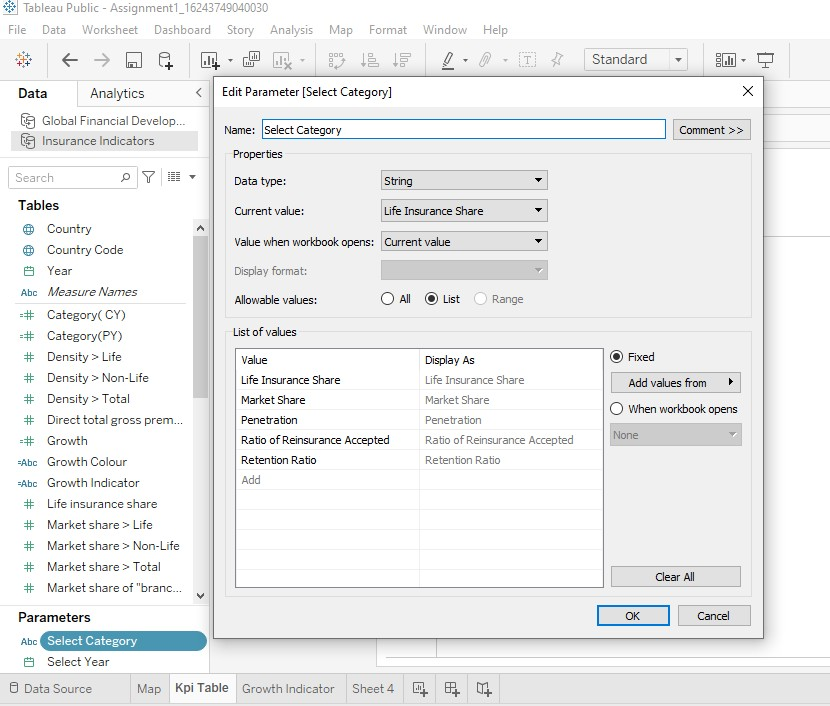 Tableau Public - Assignment1_16243749040030
File Data Worksheet Dashboard Story Analysis Map Format Window Help
Standard
Data Analytics
Global Financial Develop...
Insurance Indicators
Search
Tables
Country
Country Code
Year
Abc Measure Names
Category( CY)
Category(PY)
Density > Life
Density > Non-Life
Density > Total
Direct total gross prem...
Growth
=Abc Growth Colour
=Abc Growth Indicator
Life insurance share
Market share > Life
Market share > Non-Life
Market share > Total
Market share of "branc...
Parameters
Abc Select Category
Select Year
Edit Parameter [Select Category]
Name: Select Category Comment >>
Properties
Data type: String
Current value: Life Insurance Share
Value when workbook opens: Current value
Display format:
Allowable values: All List Range
List of values
Value Display As
Life Insurance Share Life Insurance Share
Market Share Market Share
Penetration Penetration
Ratio of Reinsurance Accepted Ratio of Reinsurance Accepted
Retention Ratio Retention Ratio
Add
Fixed
Add values from
When workbook opens
None
Clear All
OK Cancel
Data Source Map Kpi Table Growth Indicator Sheet 4